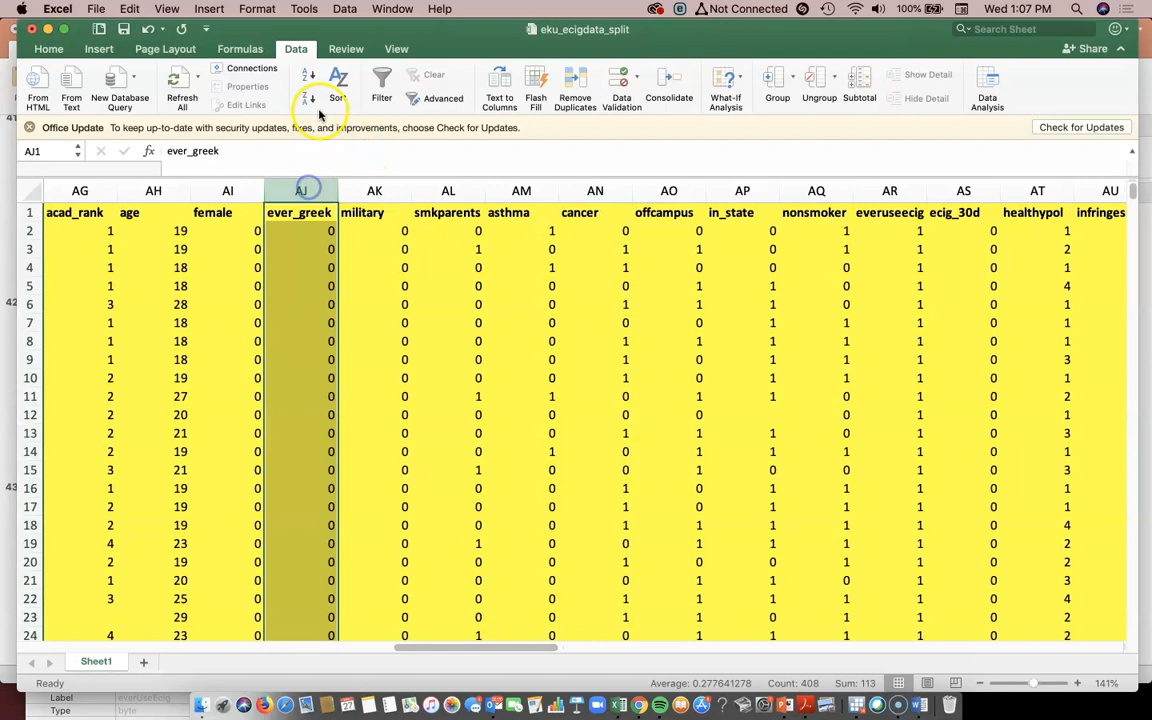 Excel File Edit View Insert Format Tools Data Window Help Not Connected 100% Wed 1:07 PM
eku_ecigdata_split Search Sheet
Home Insert Page Layout Formulas Data Review View Share
From HTML From Text New Database Query Refresh All Connections Properties Edit Links Sort Filter Clear Advanced Text to Columns Flash Fill Remove Duplicates Data Validation Consolidate What-If Analysis Group Ungroup Subtotal Show Detail Hide Detail Data Analysis
Office Update To keep up-to-date with security updates, fixes, and improvements, choose Check for Updates. Check for Updates
AJ1 fx ever_greek
AG AH AI AJ AK AL AM AN AO AP AQ AR AS AT AU
1 acad_rank age female ever_greek military smkparents asthma cancer offcampus in_state nonsmoker everuseecig ecig_30d healthypol infringes
2 1 19 0 0 0 0 1 0 0 0 1 1 0 1
3 1 19 0 0 0 1 0 1 1 0 1 1 0 2
4 1 18 0 0 0 0 1 1 0 0 0 1 0 1
5 1 18 0 0 0 0 0 0 1 1 0 1 0 4
6 3 28 0 0 0 0 0 1 1 1 0 1 0 1
7 1 18 0 0 0 0 0 0 0 1 1 1 0 1
8 1 18 0 0 0 0 0 1 1 1 1 1 0 1
9 1 18 0 0 0 0 0 1 0 1 1 1 0 3
10 2 19 0 0 0 0 0 1 0 0 0 1 0 1
11 2 27 0 0 0 1 1 0 1 1 0 1 0 2
12 2 20 0 0 0 0 0 0 0 0 1 0 1
13 2 21 0 0 0 0 0 1 1 1 0 1 0 3
14 2 19 0 0 0 0 1 0 1 1 1 1 0 1
15 3 21 0 0 0 1 0 0 1 0 0 1 0 3
16 1 19 0 0 0 0 0 1 0 0 1 1 0 1
17 2 19 0 0 0 0 0 1 0 0 1 1 0 1
18 2 19 0 0 0 0 0 1 1 1 1 1 0 4
19 4 23 0 0 0 1 0 0 1 1 1 1 0 2
20 2 19 0 0 0 0 0 1 0 0 1 1 0 2
21 1 20 0 0 0 0 0 0 1 1 0 1 0 3
22 3 25 0 0 0 0 0 1 1 1 1 1 0 4
23 29 0 0 0 0 0 1 1 0 1 1 0 2
24 4 23 0 0 0 1 0 0 1 1 1 1 0 2
Sheet1
Ready Average: 0.277641278 Count: 408 Sum: 113 141%
Label everUseEcig
Type byte